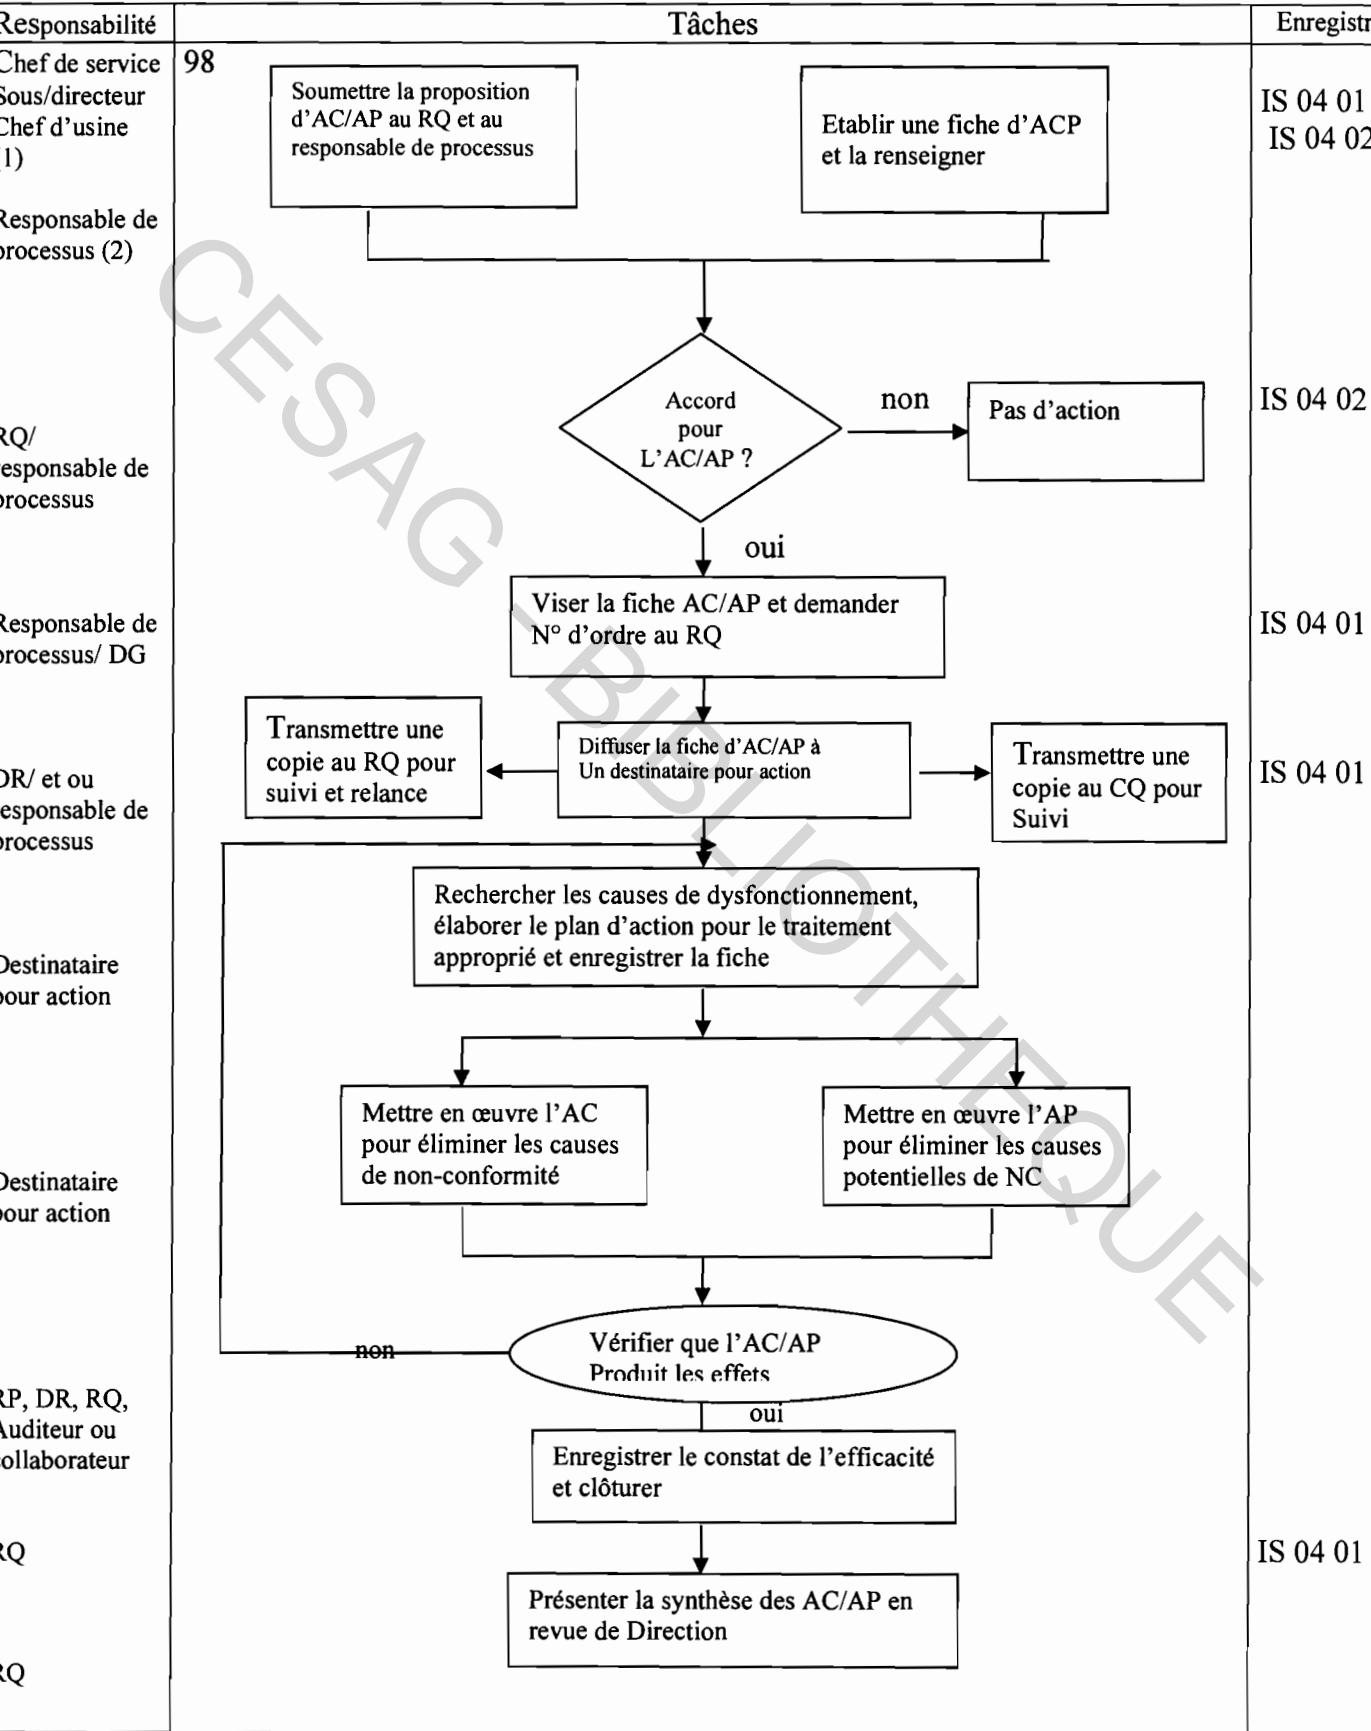 Responsabilité
Tâches
Enregistr
Chef de service
Sous/directeur
Chef d'usine
(1)
98
Soumettre la proposition
d'AC/AP au RQ et au
responsable de processus
Etablir une fiche d'ACP
et la renseigner
IS 04 01
IS 04 02
Responsable de
processus (2)
Accord
pour
L'AC/AP ?
non
Pas d'action
IS 04 02
RQ/
responsable de
processus
oui
Viser la fiche AC/AP et demander
N° d'ordre au RQ
Responsable de
processus/ DG
IS 04 01
Transmettre une
copie au RQ pour
suivi et relance
Diffuser la fiche d'AC/AP à
Un destinataire pour action
Transmettre une
copie au CQ pour
Suivi
DR/ et ou
responsable de
processus
IS 04 01
Rechercher les causes de dysfonctionnement,
élaborer le plan d'action pour le traitement
approprié et enregistrer la fiche
Destinataire
pour action
Mettre en œuvre l'AC
pour éliminer les causes
de non-conformité
Mettre en œuvre l'AP
pour éliminer les causes
potentielles de NC
Destinataire
pour action
non
Vérifier que l'AC/AP
Produit les effets
oui
RP, DR, RQ,
Auditeur ou
collaborateur
Enregistrer le constat de l'efficacité
et clôturer
RQ
IS 04 01
Présenter la synthèse des AC/AP en
revue de Direction
RQ
CESAG - BIBLIOTHEQUE